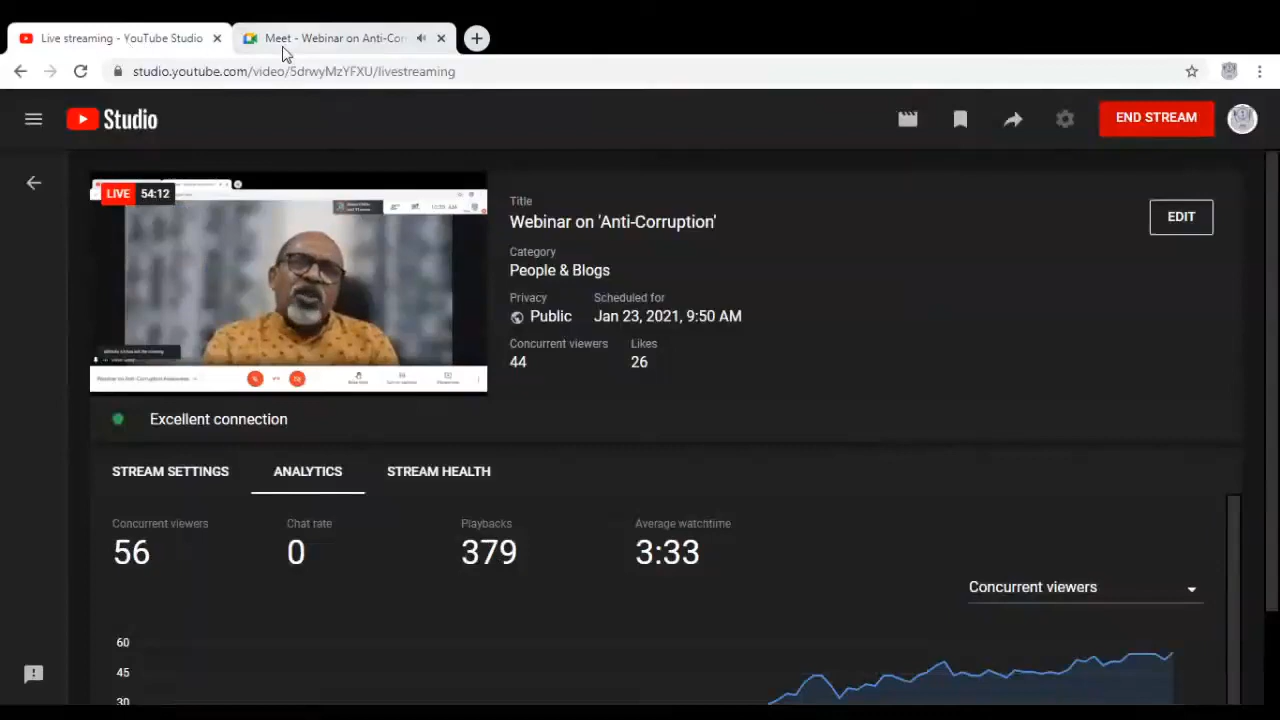 Live streaming - YouTube Studio
Meet - Webinar on Anti-Cor
studio.youtube.com/video/5drwyMzYFXU/livestreaming
Studio
END STREAM
LIVE 54:12
Title
Webinar on 'Anti-Corruption'
EDIT
Category
People & Blogs
Privacy
Scheduled for
Public
Jan 23, 2021, 9:50 AM
Concurrent viewers
Likes
44
26
Excellent connection
STREAM SETTINGS
ANALYTICS
STREAM HEALTH
Concurrent viewers
Chat rate
Playbacks
Average watchtime
56
0
379
3:33
Concurrent viewers
60
45
30